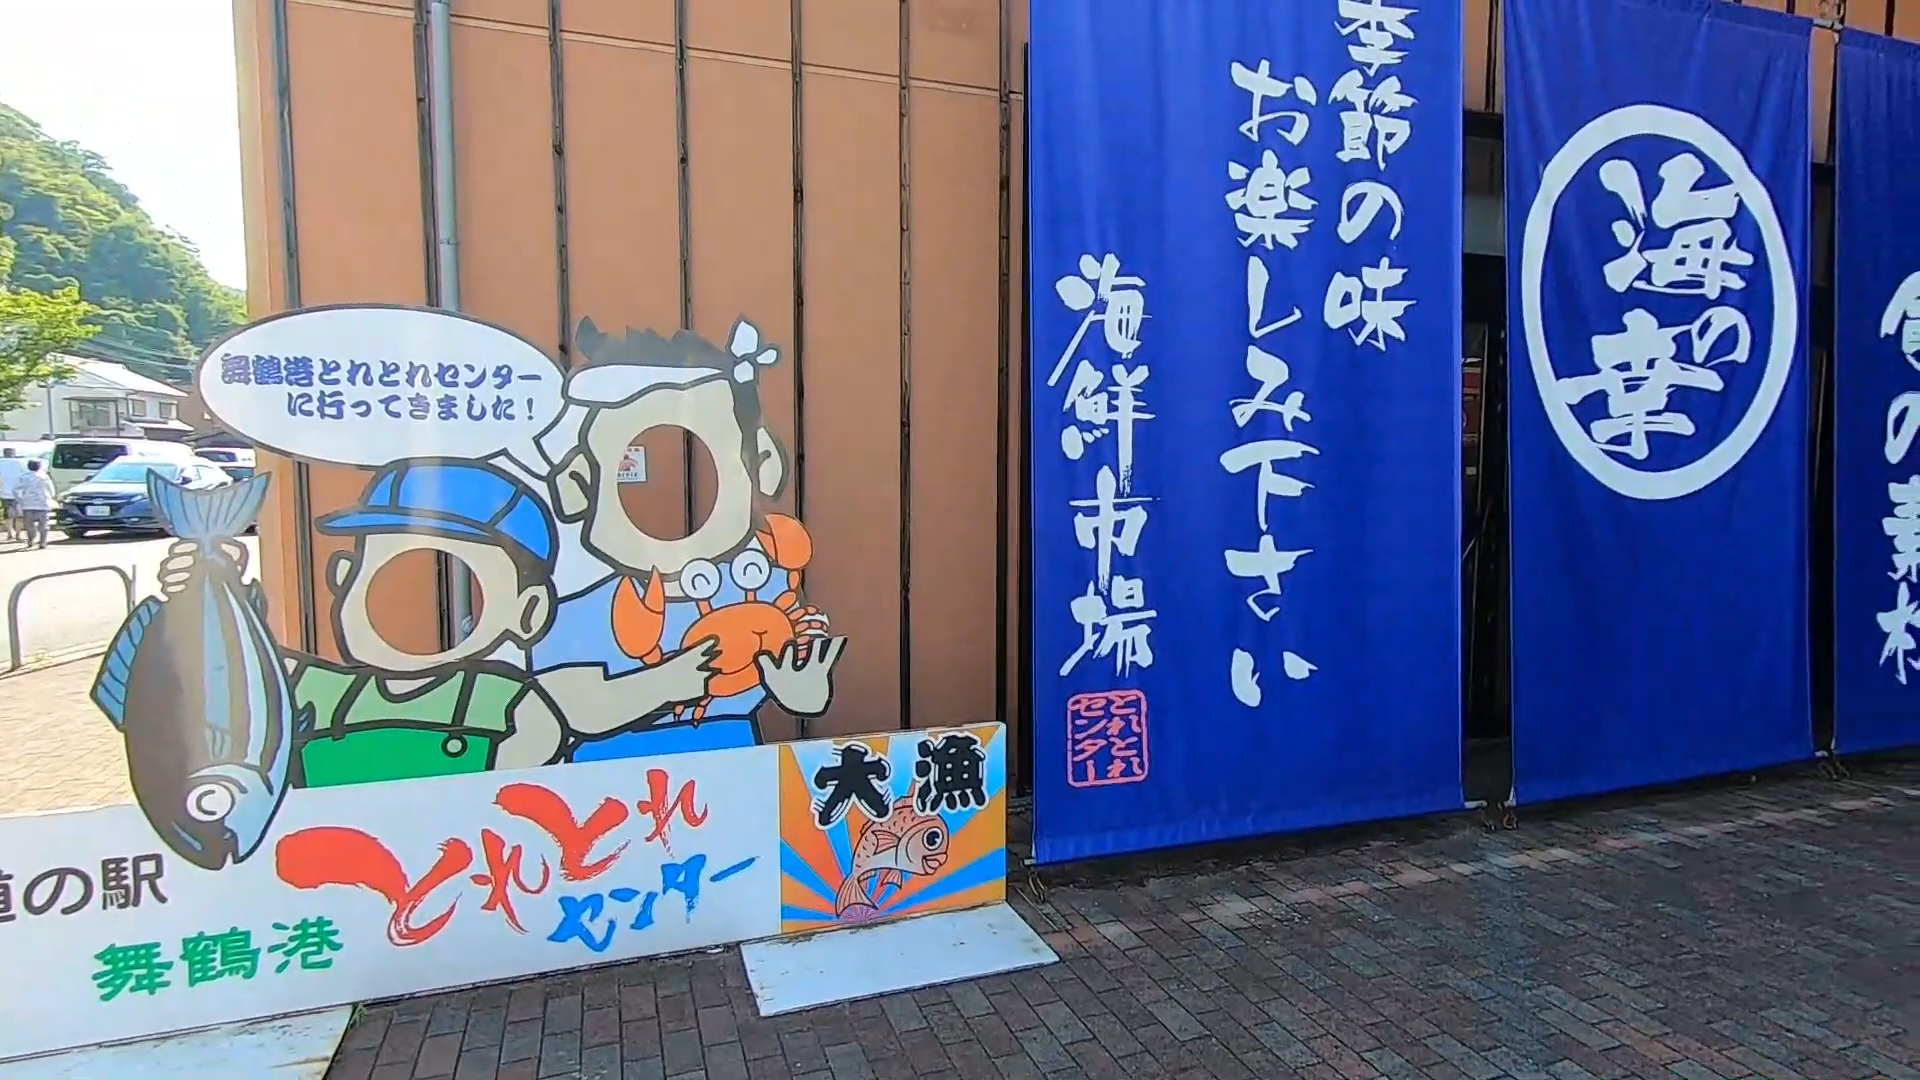 舞鶴港とれとれセンター
に行ってきました！
道の駅
舞鶴港
とれとれ
センター
大漁
季節の味
お楽しみ下さい
海鮮市場
とれとれ
センター
海の幸
の素材